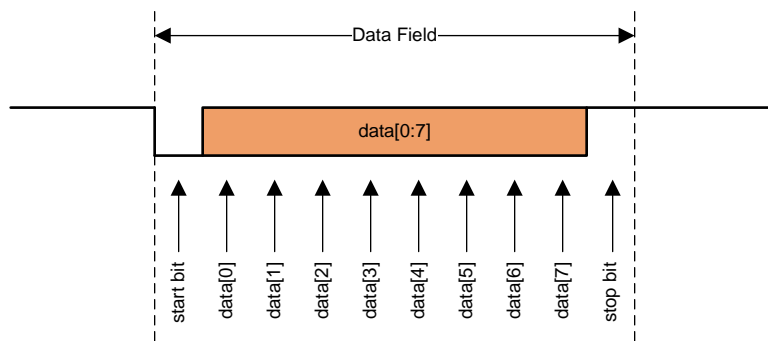 Data Field
data[0:7]
start bit
data[0]
data[1]
data[2]
data[3]
data[4]
data[5]
data[6]
data[7]
stop bit